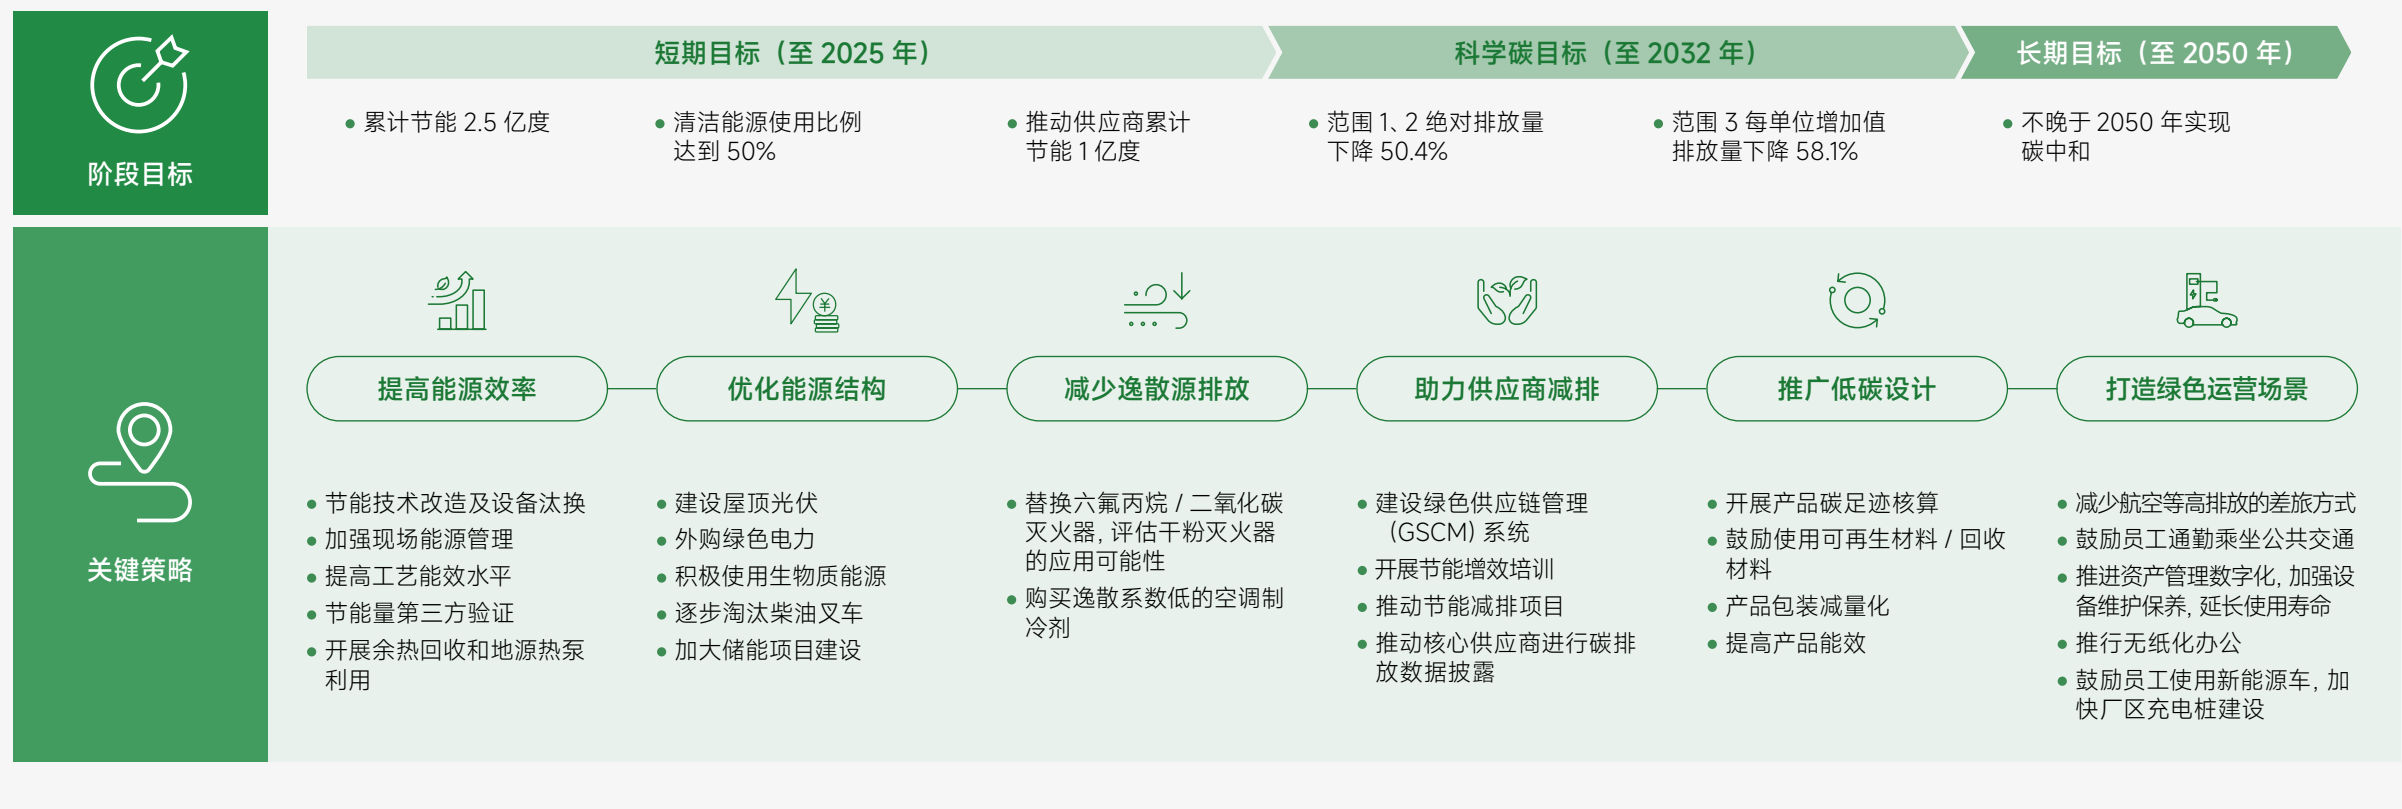 阶段目标
短期目标（至 2025 年）
科学碳目标（至 2032 年）
长期目标（至 2050 年）
累计节能 2.5 亿度
清洁能源使用比例
达到 50%
推动供应商累计
节能 1 亿度
范围 1、2 绝对排放量
下降 50.4%
范围 3 每单位增加值
排放量下降 58.1%
不晚于 2050 年实现
碳中和
关键策略
提高能源效率
节能技术改造及设备汰换
加强现场能源管理
提高工艺能效水平
节能量第三方验证
开展余热回收和地源热泵
利用
优化能源结构
建设屋顶光伏
外购绿色电力
积极使用生物质能源
逐步淘汰柴油叉车
加大储能项目建设
减少逸散源排放
替换六氟丙烷 / 二氧化碳
灭火器, 评估干粉灭火器
的应用可能性
购买逸散系数低的空调制
冷剂
助力供应商减排
建设绿色供应链管理
（GSCM）系统
开展节能增效培训
推动节能减排项目
推动核心供应商进行碳排
放数据披露
推广低碳设计
开展产品碳足迹核算
鼓励使用可再生材料 / 回收
材料
产品包装减量化
提高产品能效
打造绿色运营场景
减少航空等高排放的差旅方式
鼓励员工通勤乘坐公共交通
推进资产管理数字化, 加强设
备维护保养, 延长使用寿命
推行无纸化办公
鼓励员工使用新能源车, 加
快厂区充电桩建设